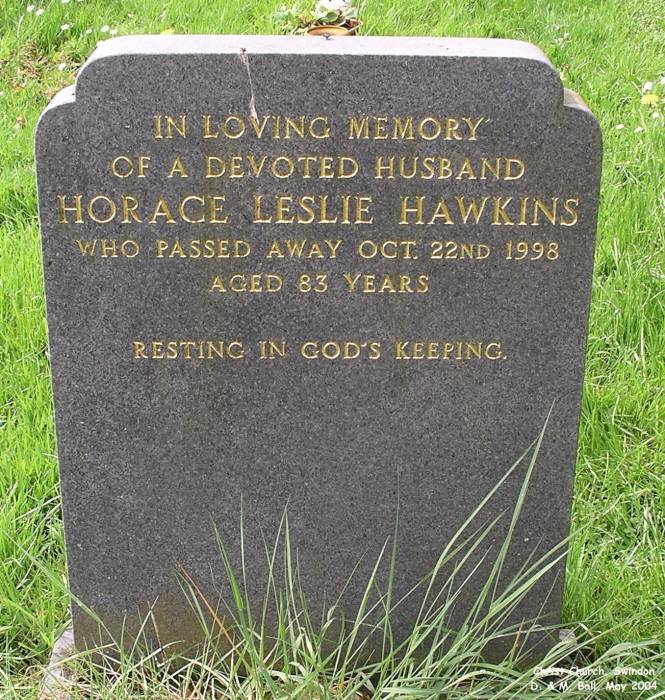 IN LOVING MEMORY
OF A DEVOTED HUSBAND
HORACE LESLIE HAWKINS
WHO PASSED AWAY OCT. 22ND 1998
AGED 83 YEARS
RESTING IN GOD'S KEEPING.
Christ Church, Swindon
D. & M. Ball, May 2004